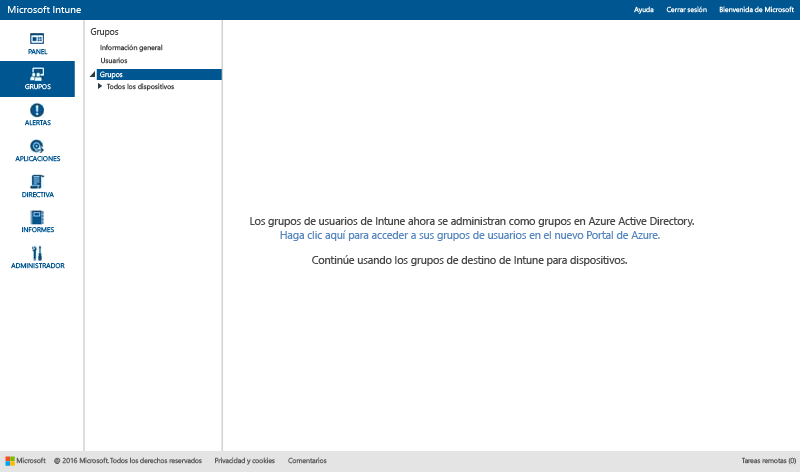 Microsoft Intune
Ayuda Cerrar sesión Bienvenida de Microsoft
PANEL
GRUPOS
ALERTAS
APLICACIONES
DIRECTIVA
INFORMES
ADMINISTRADOR
Grupos
Información general
Usuarios
Grupos
Todos los dispositivos
Los grupos de usuarios de Intune ahora se administran como grupos en Azure Active Directory.
Haga clic aquí para acceder a sus grupos de usuarios en el nuevo Portal de Azure.
Continúe usando los grupos de destino de Intune para dispositivos.
Microsoft @ 2016 Microsoft.Todos los derechos reservados Privacidad y cookies Comentarios Tareas remotas (0)